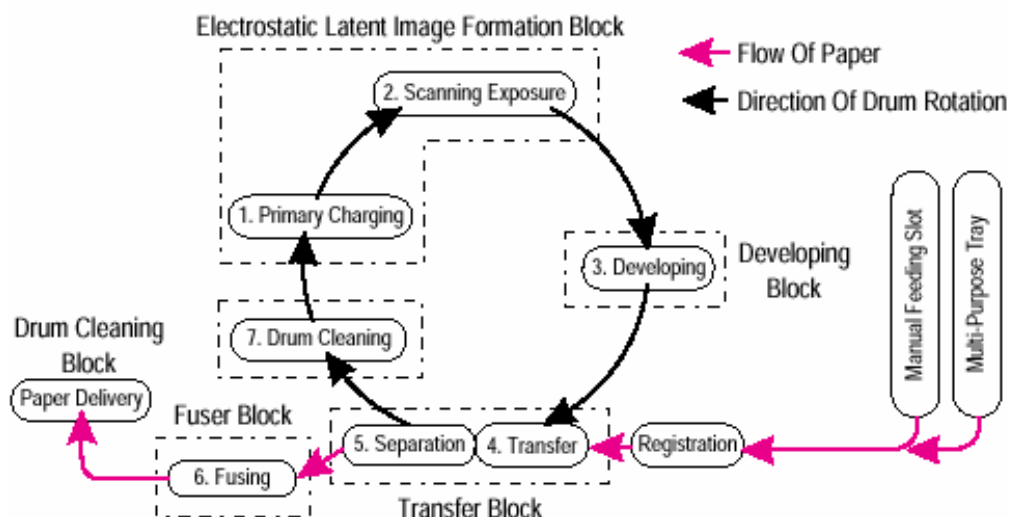 Electrostatic Latent Image Formation Block
Flow Of Paper
Direction Of Drum Rotation
2. Scanning Exposure
1. Primary Charging
3. Developing
Developing
Block
Manual Feeding Slot
Multi-Purpose Tray
7. Drum Cleaning
Drum Cleaning
Block
Paper Delivery
Fuser Block
5. Separation
4. Transfer
Registration
6. Fusing
Transfer Block